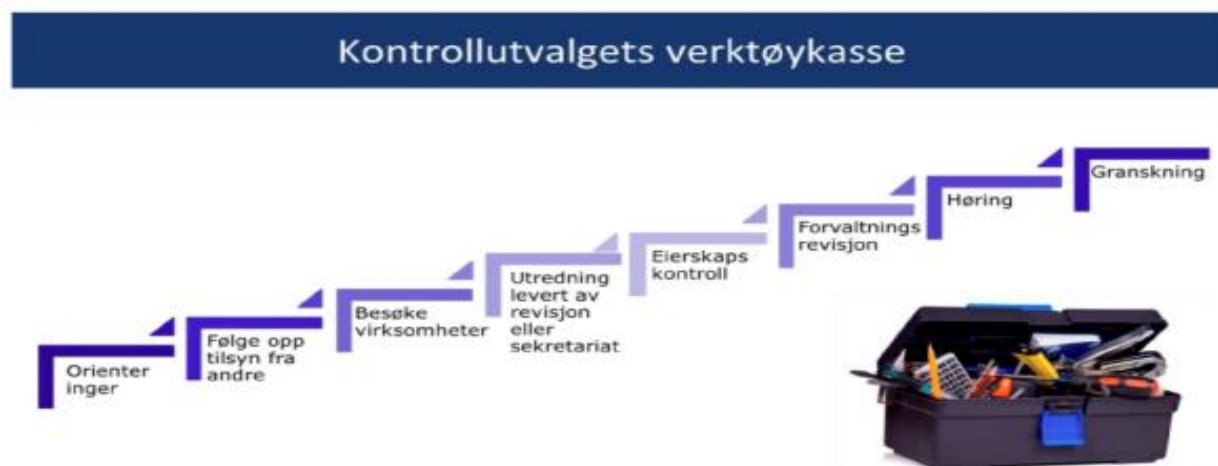 Kontrollutvalgets verktøykasse
Orienter
inger
Følge opp
tilsyn fra
andre
Besøke
virksomheter
Utredning
levert av
revisjon
eller
sekretariat
Eierskaps
kontroll
Forvaltnings
revisjon
Høring
Granskning